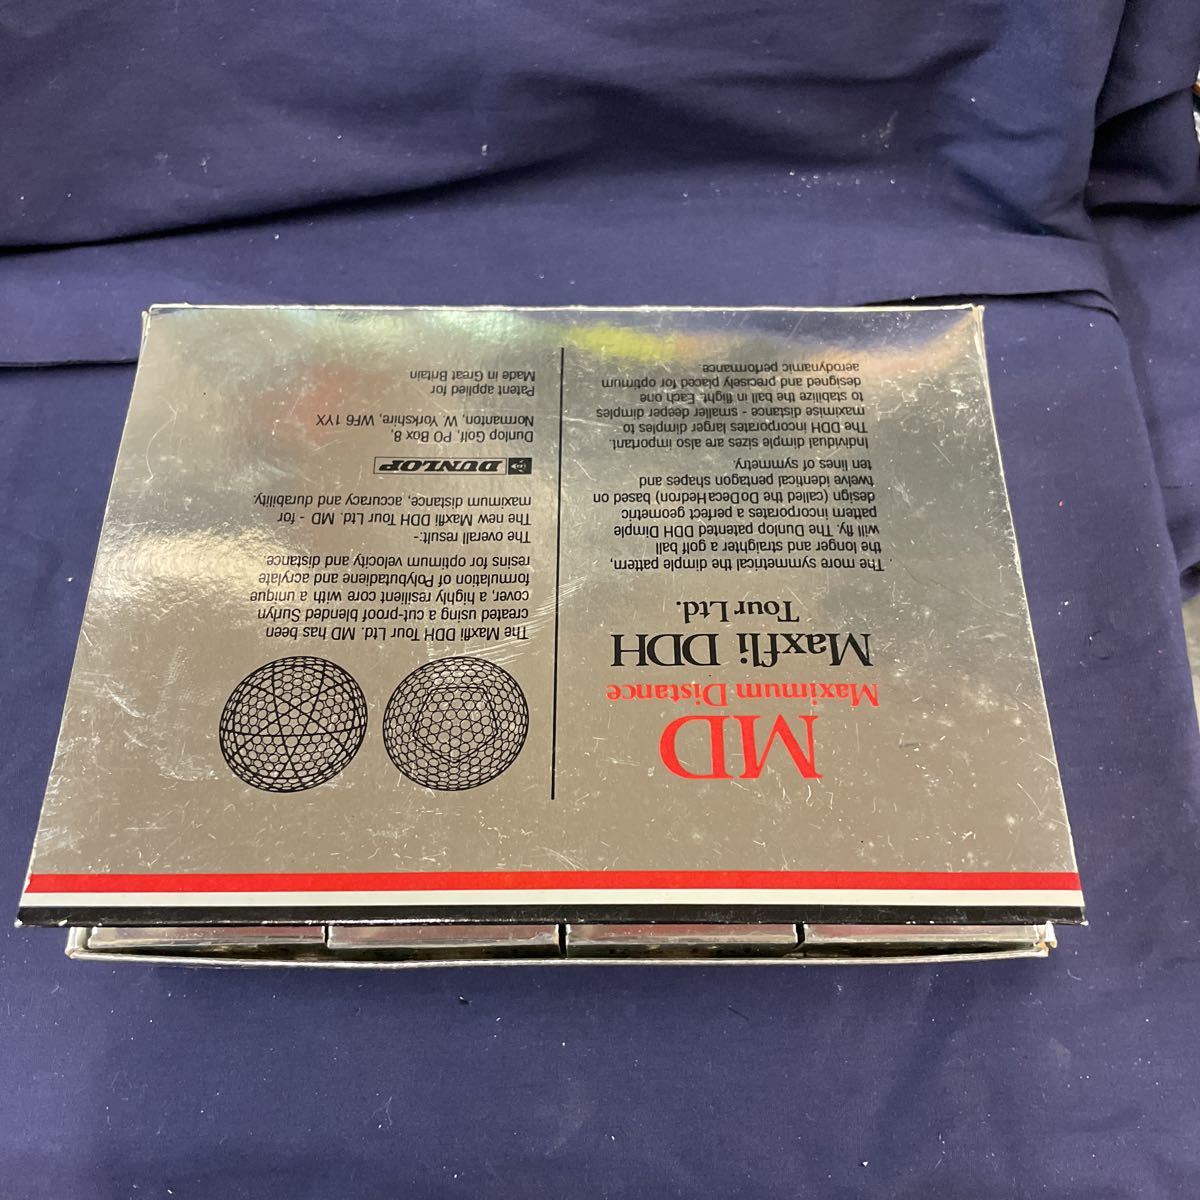 MD
Maximum Distance
Maxfli DDH
Tour Ltd.
The more symmetrical the dimple pattern,
the longer and straighter a golf ball
will fly. The Dunlop patented DDH Dimple
pattern incorporates a perfect geometric
design (called the DoDecaHedron) based on
twelve identical pentagon shapes and
ten lines of symmetry.
Individual dimple sizes are also important.
The DDH incorporates larger dimples to
maximise distance - smaller deeper dimples
to stabilize the ball in flight. Each one
designed and precisely placed for optimum
aerodynamic performance.
The Maxfli DDH Tour Ltd. MD has been
created using a cut-proof blended Surlyn
cover, a highly resilient core with a unique
formulation of Polybutadiene and acrylate
resins for optimum velocity and distance.
The overall result:-
The new Maxfli DDH Tour Ltd. MD - for
maximum distance, accuracy and durability.
DUNLOP
Dunlop Golf, PO Box 8,
Normanton, W. Yorkshire, WF6 1YX
Patent applied for
Made in Great Britain